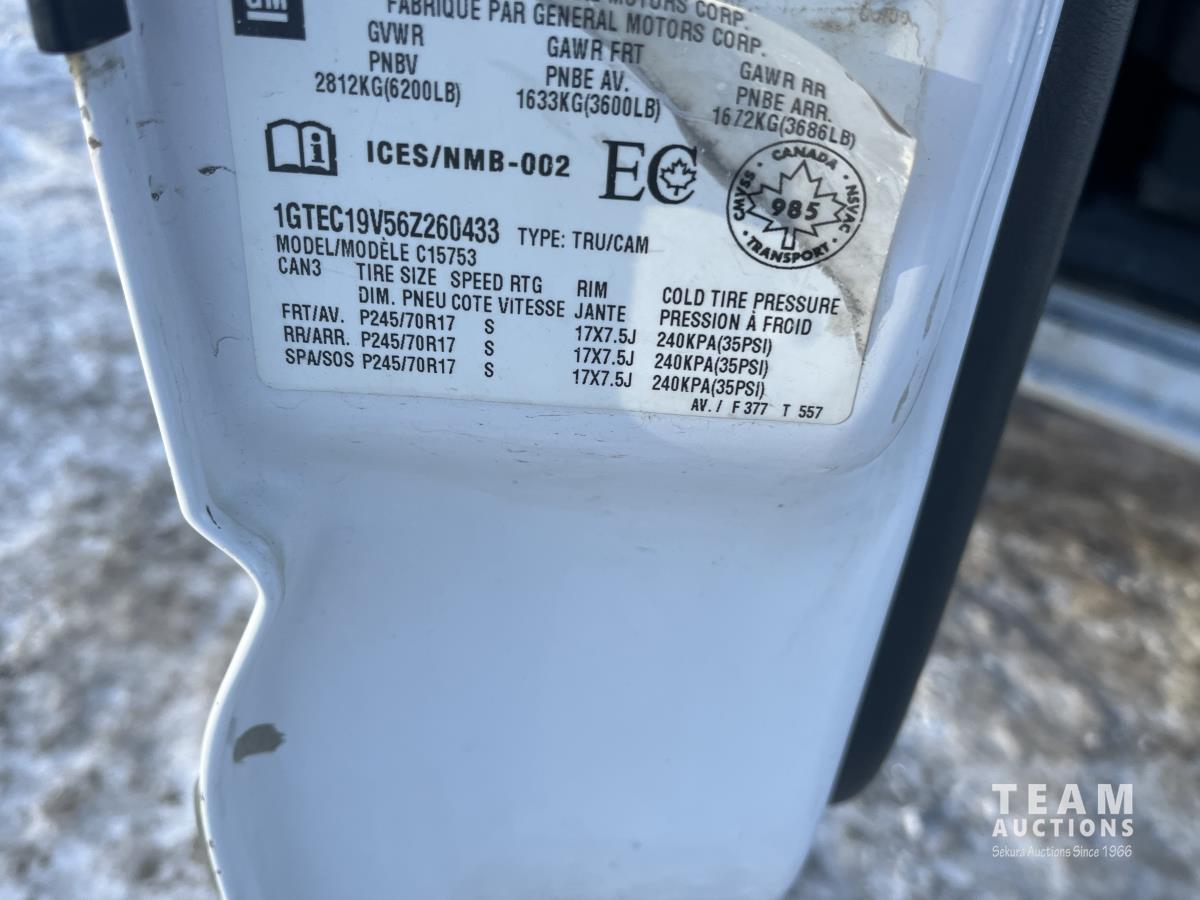 GM
MOTORS CORP.
FABRIQUE PAR GENERAL MOTORS CORP.
GVWR
PNBV
2812KG(6200LB)
GAWR FRT
PNBE AV.
1633KG(3600LB)
GAWR RR
PNBE ARR.
1672KG(3686LB)
i ICES/NMB-002 EC
CANADA
CMVSS 985 NSVAC
TRANSPORT
1GTEC19V56Z260433 TYPE: TRU/CAM
MODEL/MODÈLE C15753
CAN3 TIRE SIZE SPEED RTG RIM COLD TIRE PRESSURE
DIM. PNEU COTE VITESSE JANTE PRESSION À FROID
FRT/AV. P245/70R17 S 17X7.5J 240KPA(35PSI)
RR/ARR. P245/70R17 S 17X7.5J 240KPA(35PSI)
SPA/SOS P245/70R17 S 17X7.5J 240KPA(35PSI)
AV. / F 377 T 557
TEAM
AUCTIONS
Sekura Auctions Since 1966